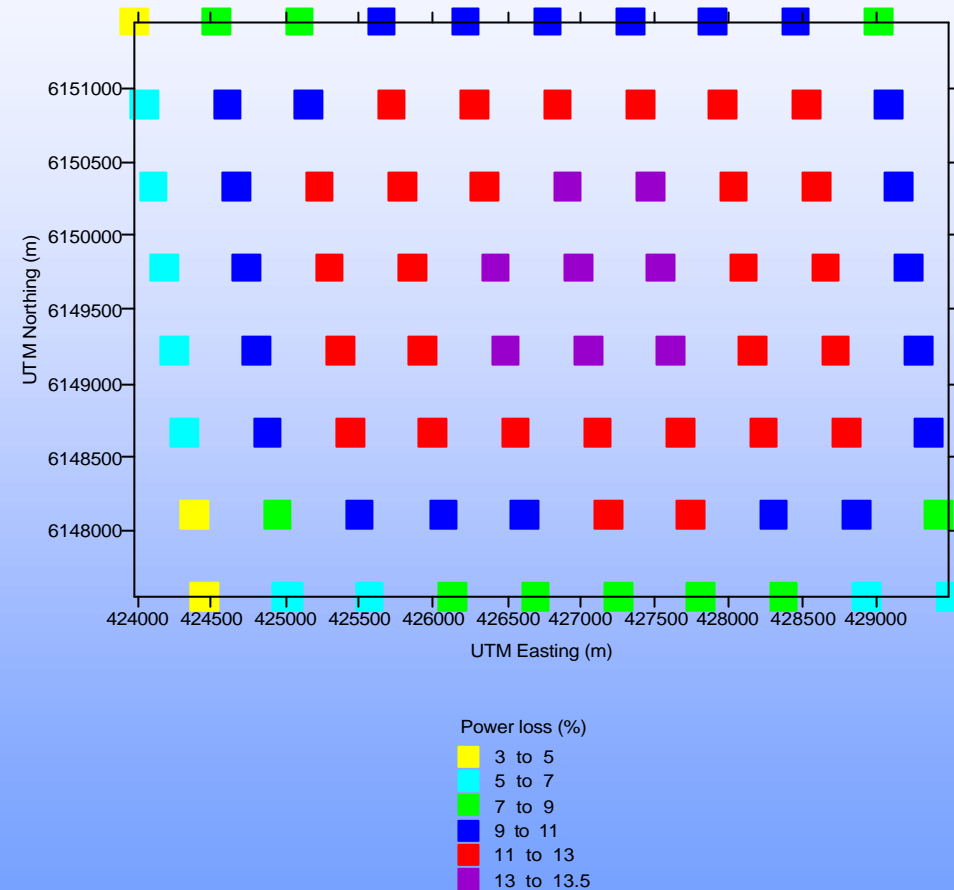 6151000
6150500
6150000
6149500
6149000
6148500
6148000
UTM Northing (m)
424000 424500 425000 425500 426000 426500 427000 427500 428000 428500 429000
UTM Easting (m)
Power loss (%)
3 to 5
5 to 7
7 to 9
9 to 11
11 to 13
13 to 13.5